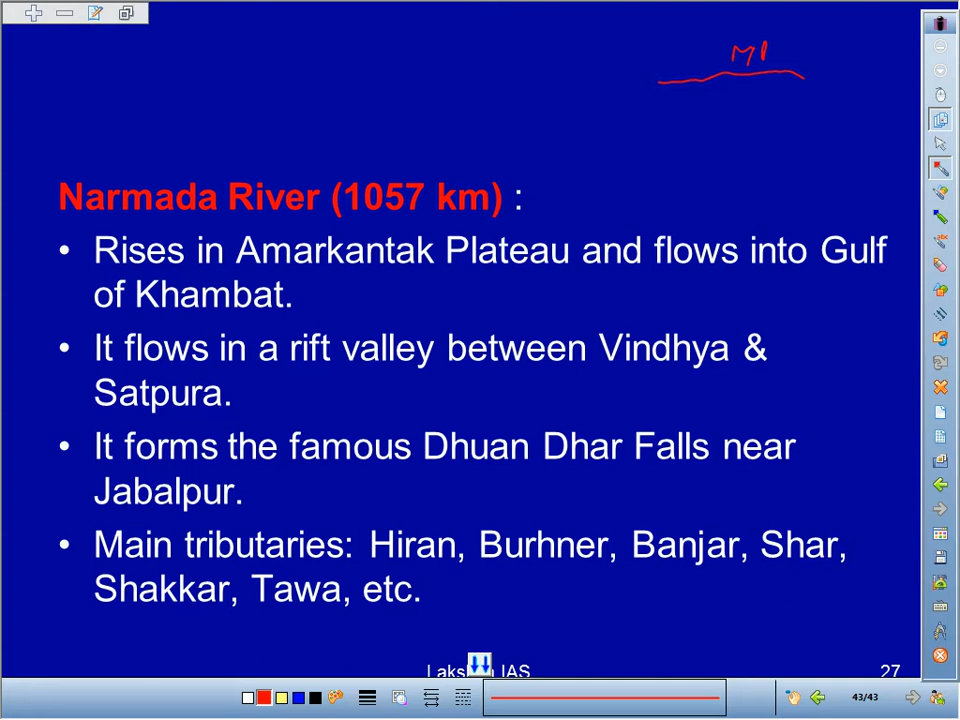 MP
Narmada River (1057 km) :
• Rises in Amarkantak Plateau and flows into Gulf
of Khambat.
• It flows in a rift valley between Vindhya &
Satpura.
• It forms the famous Dhuan Dhar Falls near
Jabalpur.
• Main tributaries: Hiran, Burhner, Banjar, Shar,
Shakkar, Tawa, etc.
IAS
27
43/43